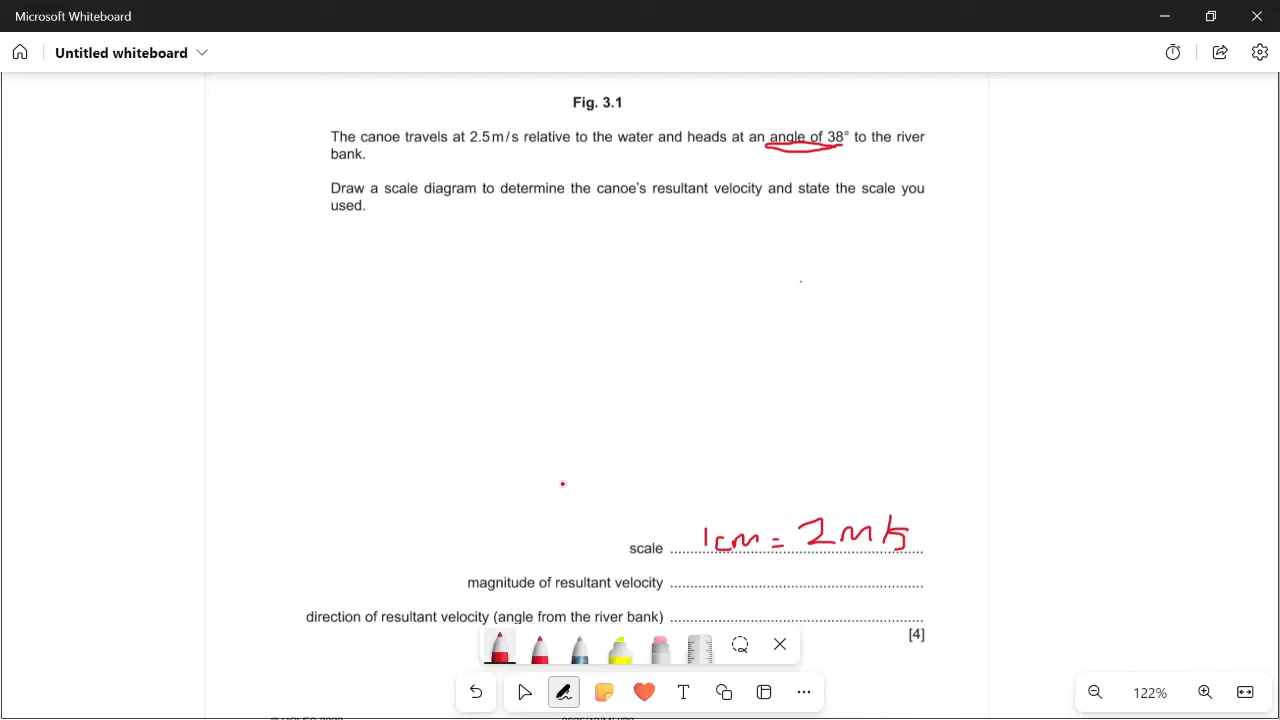 Microsoft Whiteboard
Untitled whiteboard
Fig. 3.1
The canoe travels at 2.5 m/s relative to the water and heads at an angle of 38° to the river
bank.
Draw a scale diagram to determine the canoe's resultant velocity and state the scale you
used.
scale 1cm = 2m/s
magnitude of resultant velocity
direction of resultant velocity (angle from the river bank)
[4]
122%